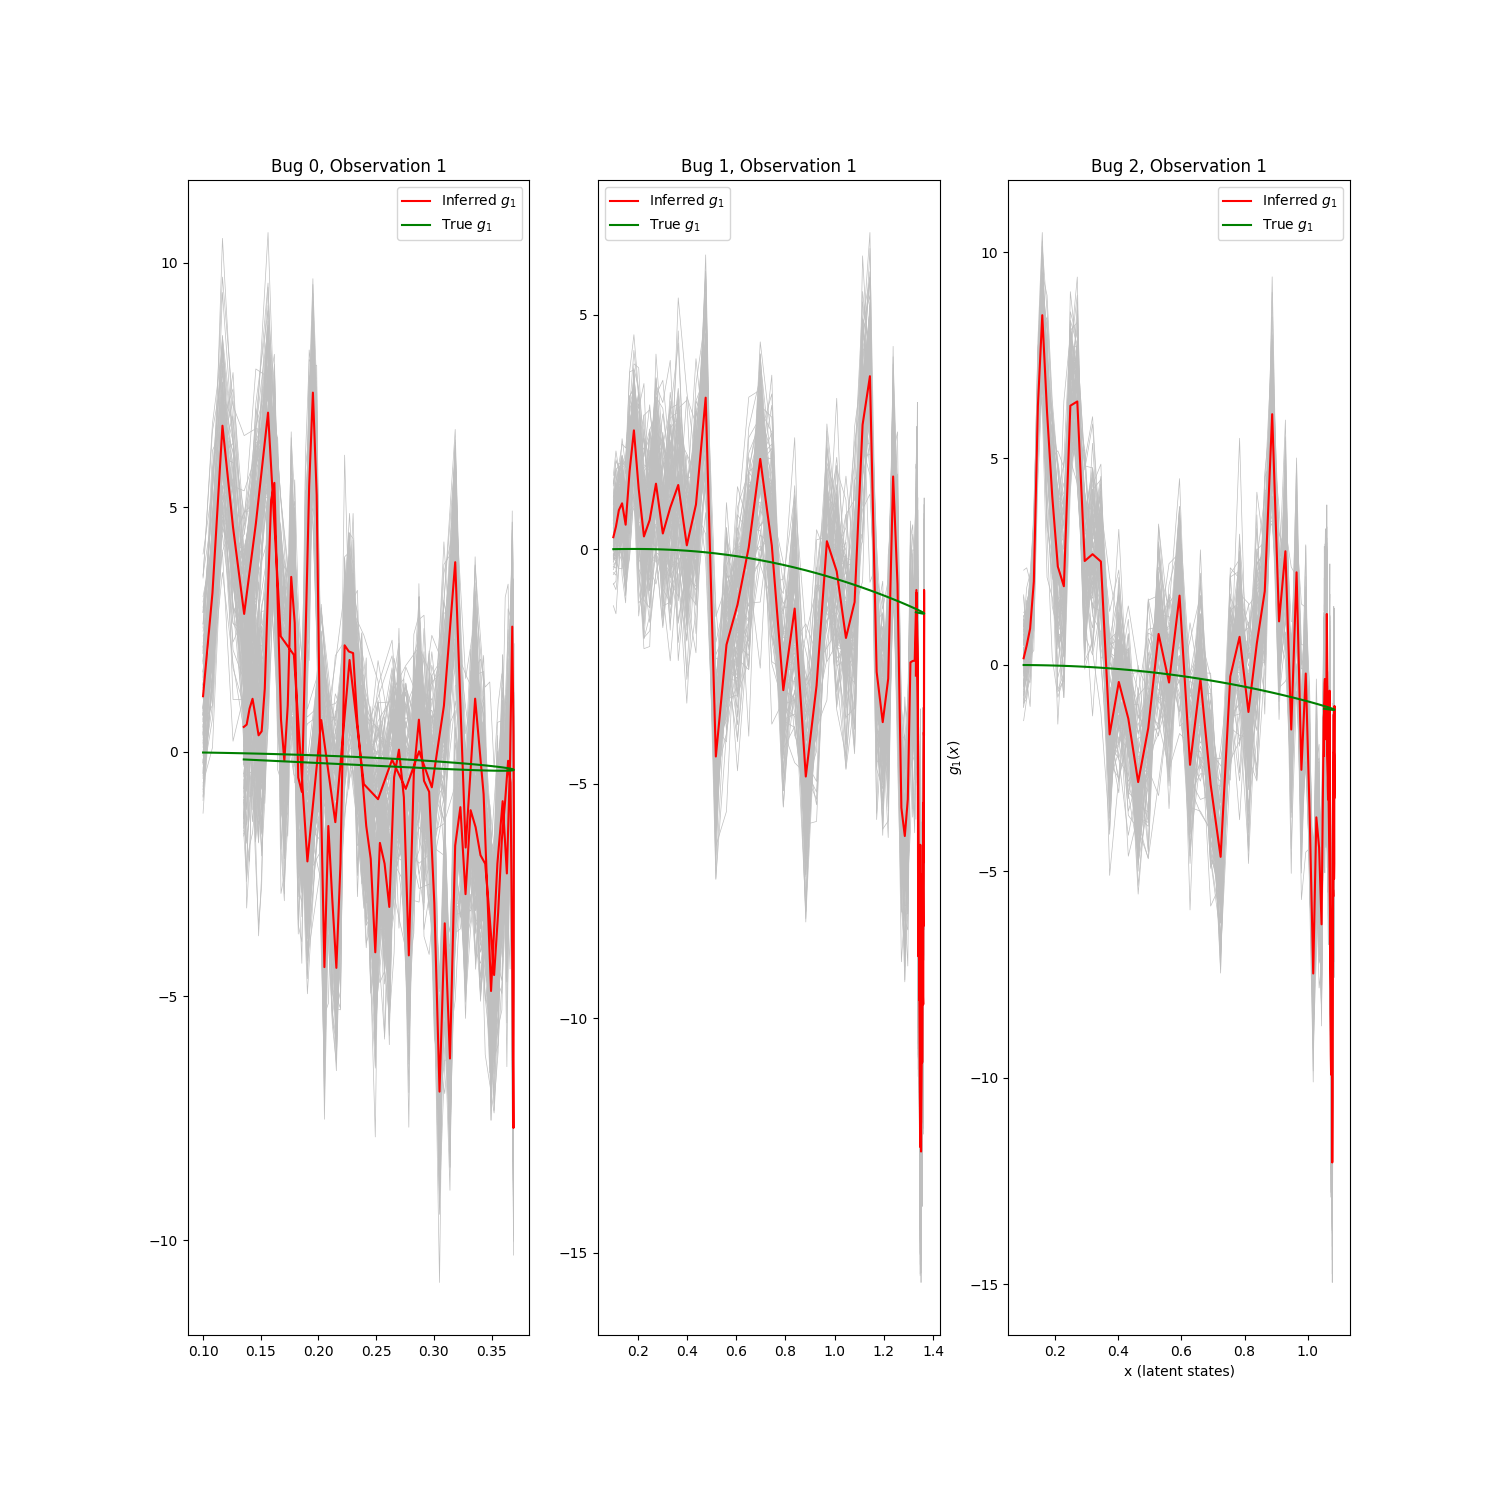 Bug 0, Observation 1
Inferred g₁
True g₁
10
5
0
−5
−10
0.10 0.15 0.20 0.25 0.30 0.35
Bug 1, Observation 1
Inferred g₁
True g₁
5
0
−5
−10
−15
0.2 0.4 0.6 0.8 1.0 1.2 1.4
Bug 2, Observation 1
Inferred g₁
True g₁
g₁(x)
10
5
0
−5
−10
−15
0.2 0.4 0.6 0.8 1.0
x (latent states)